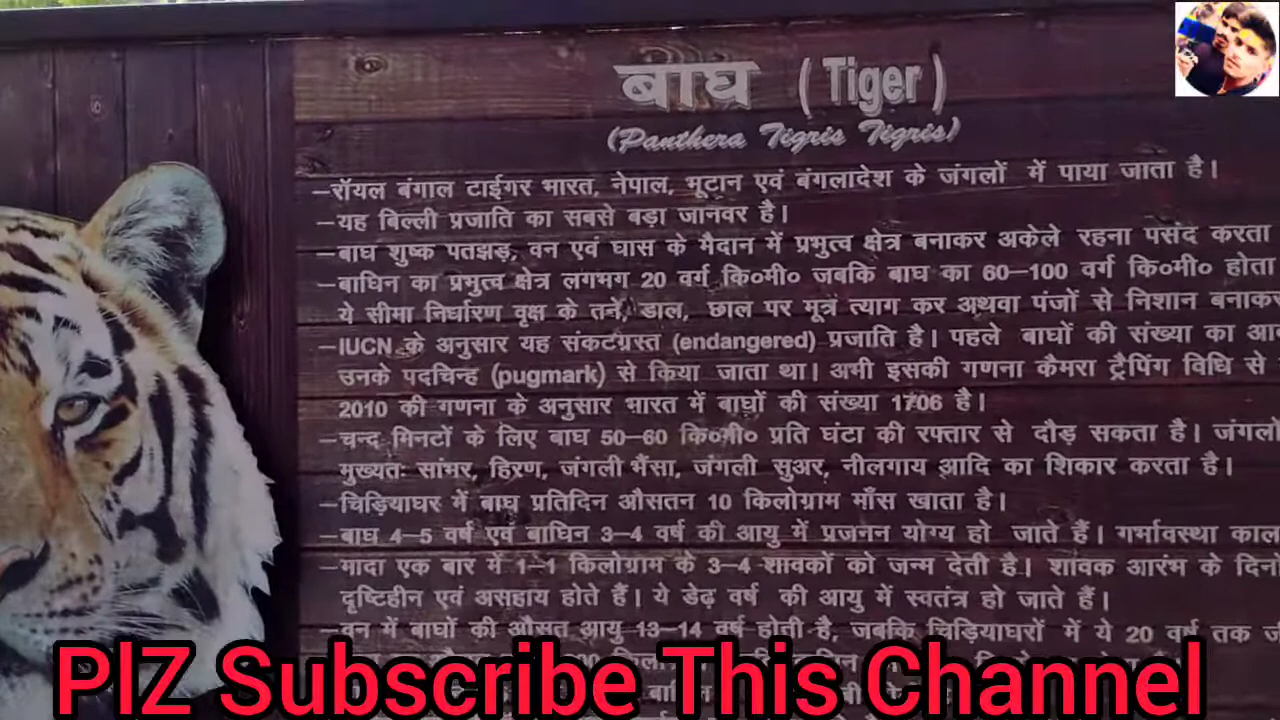 बाघ (Tiger)
(Panthera Tigris Tigris)
–रॉयल बंगाल टाईगर भारत, नेपाल, भूटान एवं बंगलादेश के जंगलों में पाया जाता है।
–यह बिल्ली प्रजाति का सबसे बड़ा जानवर है।
–बाघ शुष्क पतझड़, वन एवं घास के मैदान में प्रभुत्व क्षेत्र बनाकर अकेले रहना पसंद करता
–बाघिन का प्रभुत्व क्षेत्र लगभग 20 वर्ग कि०मी० जबकि बाघ का 60–100 वर्ग कि०मी० होता
ये सीमा निर्धारण वृक्ष के तने, डाल, छाल पर मूत्र त्याग कर अथवा पंजों से निशान बनाकर
–IUCN के अनुसार यह संकटग्रस्त (endangered) प्रजाति है। पहले बाघों की संख्या का
उनके पदचिन्ह (pugmark) से किया जाता था। अभी इसकी गणना कैमरा ट्रैपिंग विधि से
2010 की गणना के अनुसार भारत में बाघों की संख्या 1706 है।
–चन्द मिनटों के लिए बाघ 50–60 कि०मी० प्रति घंटा की रफ्तार से दौड़ सकता है। जंगलो
मुख्यतः सांभर, हिरण, जंगली भैंसा, जंगली सुअर, नीलगाय आदि का शिकार करता है।
–चिड़ियाघर में बाघ प्रतिदिन औसतन 10 किलोग्राम माँस खाता है।
–बाघ 4–5 वर्ष एवं बाघिन 3–4 वर्ष की आयु में प्रजनन योग्य हो जाते हैं। गर्भावस्था काल
–मादा एक बार में 1–1 किलोग्राम के 3–4 शावकों को जन्म देती है। शावक आरंभ के दिनो
दृष्टिहीन एवं असहाय होते हैं। ये डेढ़ वर्ष की आयु में स्वतंत्र हो जाते हैं।
–वन में बाघों की औसत आयु 13–14 वर्ष होती है, जबकि चिड़ियाघरों में ये 20 वर्ष तक
PlZ Subscribe This Channel